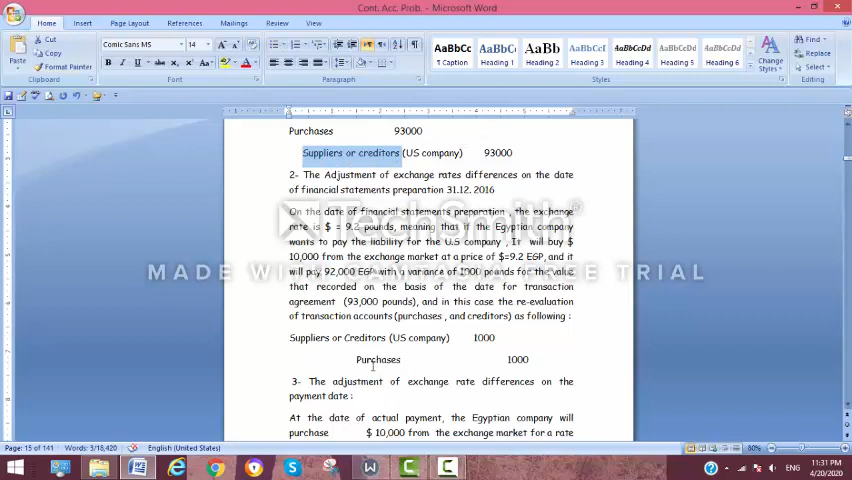 Cont. Acc. Prob. - Microsoft Word
Home Insert Page Layout References Mailings Review View
Cut
Copy
Format Painter
Paste
Clipboard
Comic Sans MS 14
Font
Paragraph
AaBbCc AaBbC AaBb AaBbCcI AaBbCcD AaBbCcDd AaBbCcDd
¶ Caption Heading 1 Heading 2 Heading 3 Heading 4 Heading 5 Heading 6
Change Styles
Styles
Find
Replace
Select
Editing
Purchases 93000
Suppliers or creditors (US company) 93000
2- The Adjustment of exchange rates differences on the date
of financial statements preparation 31.12. 2016
On the date of financial statements preparation , the exchange
rate is $ = 9.2 pounds, meaning that if the Egyptian company
wants to pay the liability for the U.S company , It will buy $
10,000 from the exchange market at a price of $=9.2 EGP, and it
will pay 92,000 EGP with a variance of 1000 pounds for the value
that recorded on the basis of the date for transaction
agreement (93,000 pounds), and in this case the re-evaluation
of transaction accounts (purchases , and creditors) as following :
Suppliers or Creditors (US company) 1000
Purchases 1000
3- The adjustment of exchange rate differences on the
payment date :
At the date of actual payment, the Egyptian company will
purchase $ 10,000 from the exchange market for a rate
TechSmith
MADE WITH CAMTASIA FREE TRIAL
Page: 15 of 141 Words: 3/18,420 English (United States) 80%
ENG 11:31 PM
4/20/2020